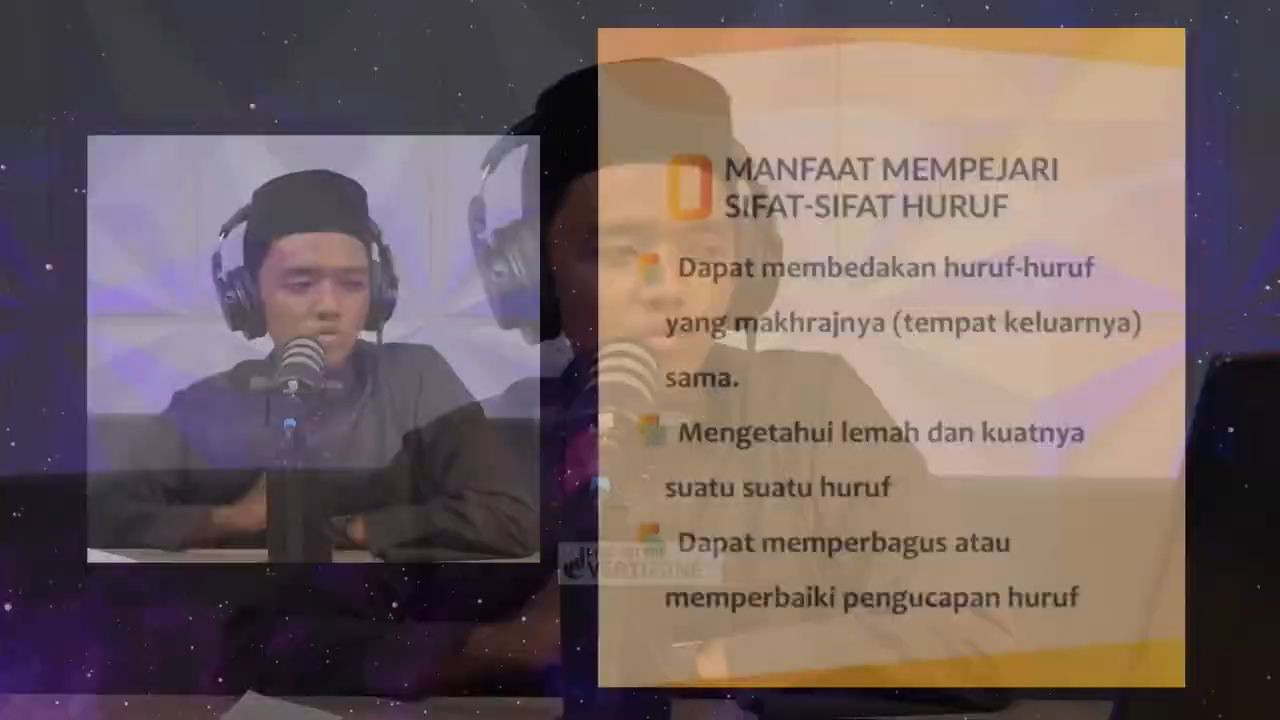 MANFAAT MEMPEJARI
SIFAT-SIFAT HURUF
Dapat membedakan huruf-huruf
yang makhrajnya (tempat keluarnya)
sama.
Mengetahui lemah dan kuatnya
suatu suatu huruf
Dapat memperbagus atau
memperbaiki pengucapan huruf
VERTIZONE